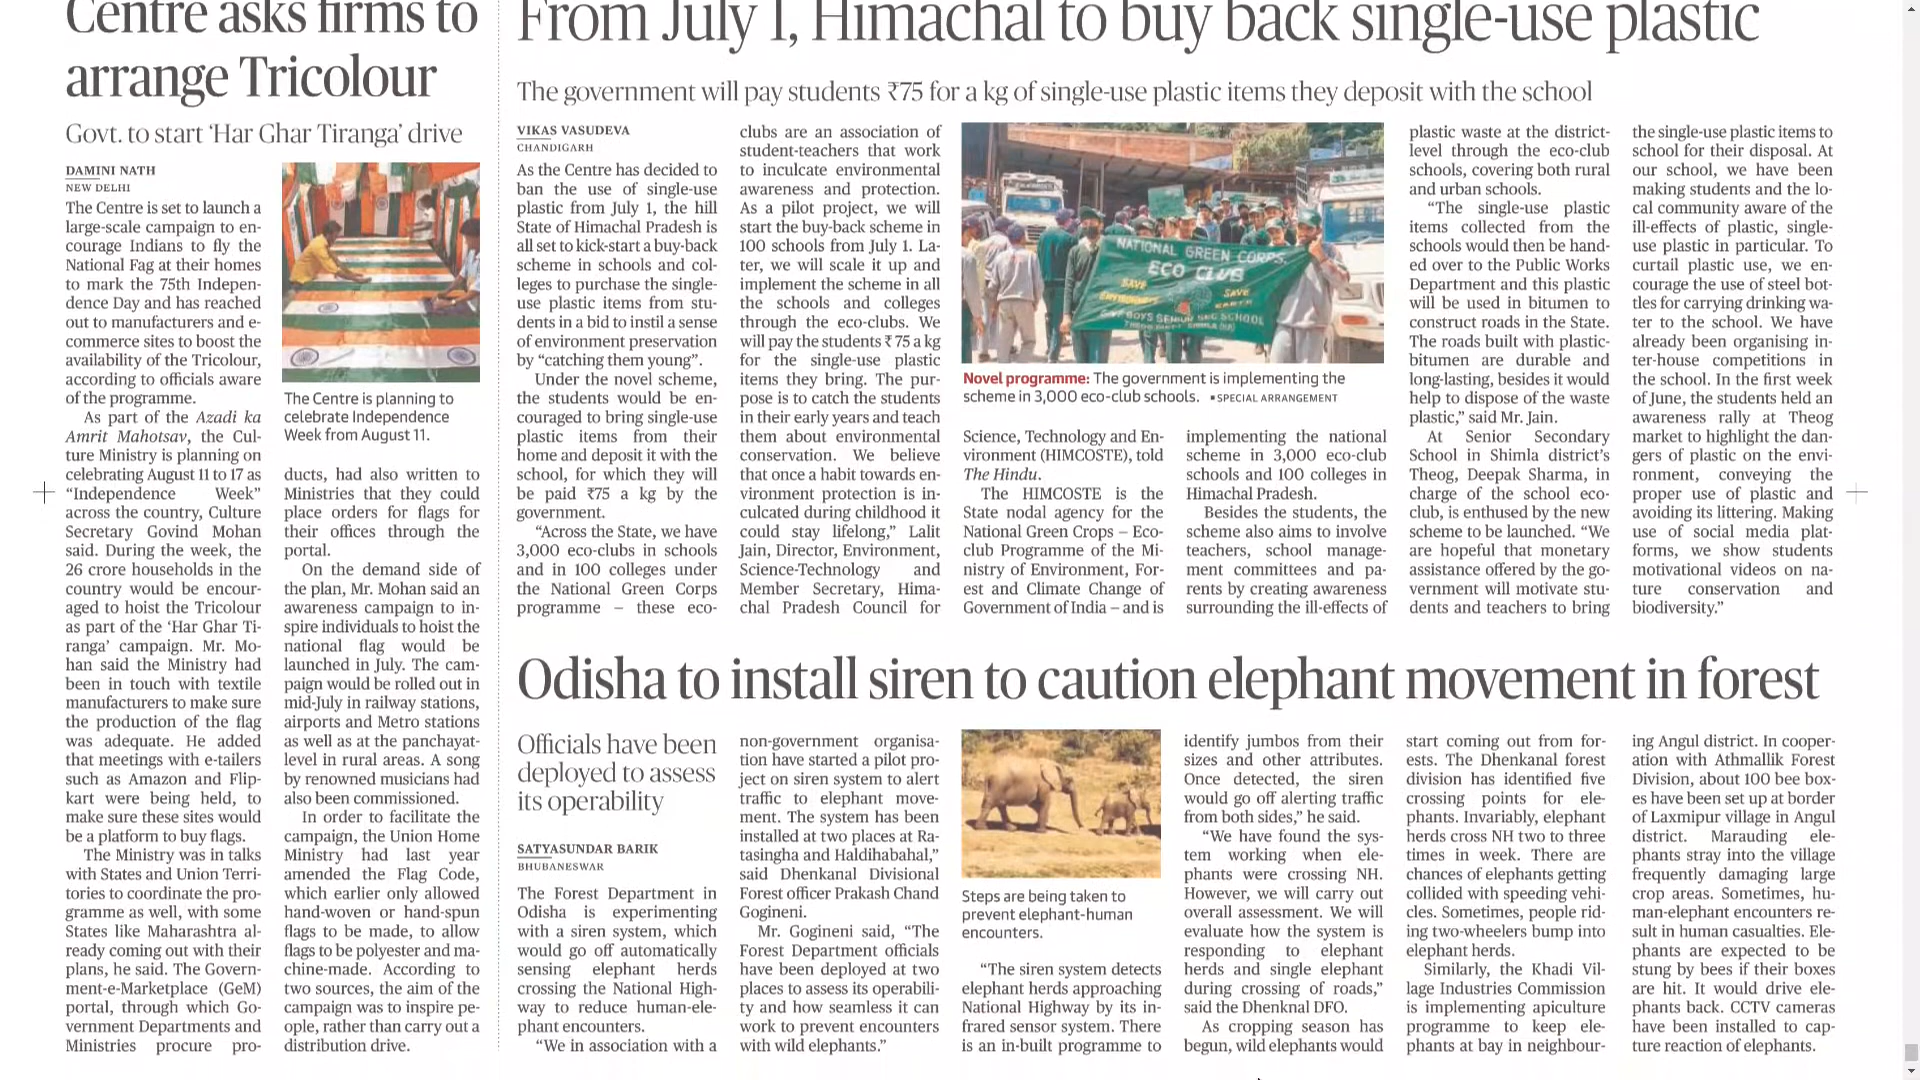 Centre asks firms to
arrange Tricolour
Govt. to start ‘Har Ghar Tiranga’ drive
DAMINI NATH
NEW DELHI
The Centre is set to launch a
large-scale campaign to en-
courage Indians to fly the
National Fag at their homes
to mark the 75th Indepen-
dence Day and has reached
out to manufacturers and e-
commerce sites to boost the
availability of the Tricolour,
according to officials aware
of the programme.
As part of the Azadi ka
Amrit Mahotsav, the Cul-
ture Ministry is planning on
celebrating August 11 to 17 as
“Independence Week”
across the country, Culture
Secretary Govind Mohan
said. During the week, the
26 crore households in the
country would be encour-
aged to hoist the Tricolour
as part of the ‘Har Ghar Ti-
ranga’ campaign. Mr. Mo-
han said the Ministry had
been in touch with textile
manufacturers to make sure
the production of the flag
was adequate. He added
that meetings with e-tailers
such as Amazon and Flip-
kart were being held, to
make sure these sites would
be a platform to buy flags.
The Ministry was in talks
with States and Union Terri-
tories to coordinate the pro-
gramme as well, with some
States like Maharashtra al-
ready coming out with their
plans, he said. The Govern-
ment-e-Marketplace (GeM)
portal, through which Go-
vernment Departments and
Ministries procure pro-
The Centre is planning to
celebrate Independence
Week from August 11.
ducts, had also written to
Ministries that they could
place orders for flags for
their offices through the
portal.
On the demand side of
the plan, Mr. Mohan said an
awareness campaign to in-
spire individuals to hoist the
national flag would be
launched in July. The cam-
paign would be rolled out in
mid-July in railway stations,
airports and Metro stations
as well as at the panchayat-
level in rural areas. A song
by renowned musicians had
also been commissioned.
In order to facilitate the
campaign, the Union Home
Ministry had last year
amended the Flag Code,
which earlier only allowed
hand-woven or hand-spun
flags to be made, to allow
flags to be polyester and ma-
chine-made. According to
two sources, the aim of the
campaign was to inspire pe-
ople, rather than carry out a
distribution drive.
From July 1, Himachal to buy back single-use plastic
The government will pay students ₹75 for a kg of single-use plastic items they deposit with the school
VIKAS VASUDEVA
CHANDIGARH
As the Centre has decided to
ban the use of single-use
plastic from July 1, the hill
State of Himachal Pradesh is
all set to kick-start a buy-back
scheme in schools and col-
leges to purchase the single-
use plastic items from stu-
dents in a bid to instil a sense
of environment preservation
by “catching them young”.
Under the novel scheme,
the students would be en-
couraged to bring single-use
plastic items from their
home and deposit it with the
school, for which they will
be paid ₹75 a kg by the
government.
“Across the State, we have
3,000 eco-clubs in schools
and in 100 colleges under
the National Green Corps
programme – these eco-
clubs are an association of
student-teachers that work
to inculcate environmental
awareness and protection.
As a pilot project, we will
start the buy-back scheme in
100 schools from July 1. La-
ter, we will scale it up and
implement the scheme in all
the schools and colleges
through the eco-clubs. We
will pay the students ₹ 75 a kg
for the single-use plastic
items they bring. The pur-
pose is to catch the students
in their early years and teach
them about environmental
conservation. We believe
that once a habit towards en-
vironment protection is in-
culcated during childhood it
could stay lifelong,” Lalit
Jain, Director, Environment,
Science-Technology and
Member Secretary, Hima-
chal Pradesh Council for
NATIONAL GREEN CORPS.
ECO CLUB
SAVE
ENVIRONMENT
SAVE
EARTH
BOYS SENIOR SEC SCHOOL
Novel programme: The government is implementing the
scheme in 3,000 eco-club schools. ▪SPECIAL ARRANGEMENT
Science, Technology and En-
vironment (HIMCOSTE), told
The Hindu.
The HIMCOSTE is the
State nodal agency for the
National Green Crops – Eco-
club Programme of the Mi-
nistry of Environment, For-
est and Climate Change of
Government of India – and is
implementing the national
scheme in 3,000 eco-club
schools and 100 colleges in
Himachal Pradesh.
Besides the students, the
scheme also aims to involve
teachers, school manage-
ment committees and pa-
rents by creating awareness
surrounding the ill-effects of
plastic waste at the district-
level through the eco-club
schools, covering both rural
and urban schools.
“The single-use plastic
items collected from the
schools would then be hand-
ed over to the Public Works
Department and this plastic
will be used in bitumen to
construct roads in the State.
The roads built with plastic-
bitumen are durable and
long-lasting, besides it would
help to dispose of the waste
plastic,” said Mr. Jain.
At Senior Secondary
School in Shimla district’s
Theog, Deepak Sharma, in
charge of the school eco-
club, is enthused by the new
scheme to be launched. “We
are hopeful that monetary
assistance offered by the go-
vernment will motivate stu-
dents and teachers to bring
the single-use plastic items to
school for their disposal. At
our school, we have been
making students and the lo-
cal community aware of the
ill-effects of plastic, single-
use plastic in particular. To
curtail plastic use, we en-
courage the use of steel bot-
tles for carrying drinking wa-
ter to the school. We have
already been organising in-
ter-house competitions in
the school. In the first week
of June, the students held an
awareness rally at Theog
market to highlight the dan-
gers of plastic on the envi-
ronment, conveying the
proper use of plastic and
avoiding its littering. Making
use of social media plat-
forms, we show students
motivational videos on na-
ture conservation and
biodiversity.”
Odisha to install siren to caution elephant movement in forest
Officials have been
deployed to assess
its operability
SATYASUNDAR BARIK
BHUBANESWAR
The Forest Department in
Odisha is experimenting
with a siren system, which
would go off automatically
sensing elephant herds
crossing the National High-
way to reduce human-ele-
phant encounters.
“We in association with a
non-government organisa-
tion have started a pilot pro-
ject on siren system to alert
traffic to elephant move-
ment. The system has been
installed at two places at Ra-
tasingha and Haldihabahal,”
said Dhenkanal Divisional
Forest officer Prakash Chand
Gogineni.
Mr. Gogineni said, “The
Forest Department officials
have been deployed at two
places to assess its operabili-
ty and how seamless it can
work to prevent encounters
with wild elephants.”
Steps are being taken to
prevent elephant-human
encounters.
“The siren system detects
elephant herds approaching
National Highway by its in-
frared sensor system. There
is an in-built programme to
identify jumbos from their
sizes and other attributes.
Once detected, the siren
would go off alerting traffic
from both sides,” he said.
“We have found the sys-
tem working when ele-
phants were crossing NH.
However, we will carry out
overall assessment. We will
evaluate how the system is
responding to elephant
herds and single elephant
during crossing of roads,”
said the Dhenknal DFO.
As cropping season has
begun, wild elephants would
start coming out from for-
ests. The Dhenkanal forest
division has identified five
crossing points for ele-
phants. Invariably, elephant
herds cross NH two to three
times in week. There are
chances of elephants getting
collided with speeding vehi-
cles. Sometimes, people rid-
ing two-wheelers bump into
elephant herds.
Similarly, the Khadi Vil-
lage Industries Commission
is implementing apiculture
programme to keep ele-
phants at bay in neighbour-
ing Angul district. In cooper-
ation with Athmallik Forest
Division, about 100 bee box-
es have been set up at border
of Laxmipur village in Angul
district. Marauding ele-
phants stray into the village
frequently damaging large
crop areas. Sometimes, hu-
man-elephant encounters re-
sult in human casualties. Ele-
phants are expected to be
stung by bees if their boxes
are hit. It would drive ele-
phants back. CCTV cameras
have been installed to cap-
ture reaction of elephants.